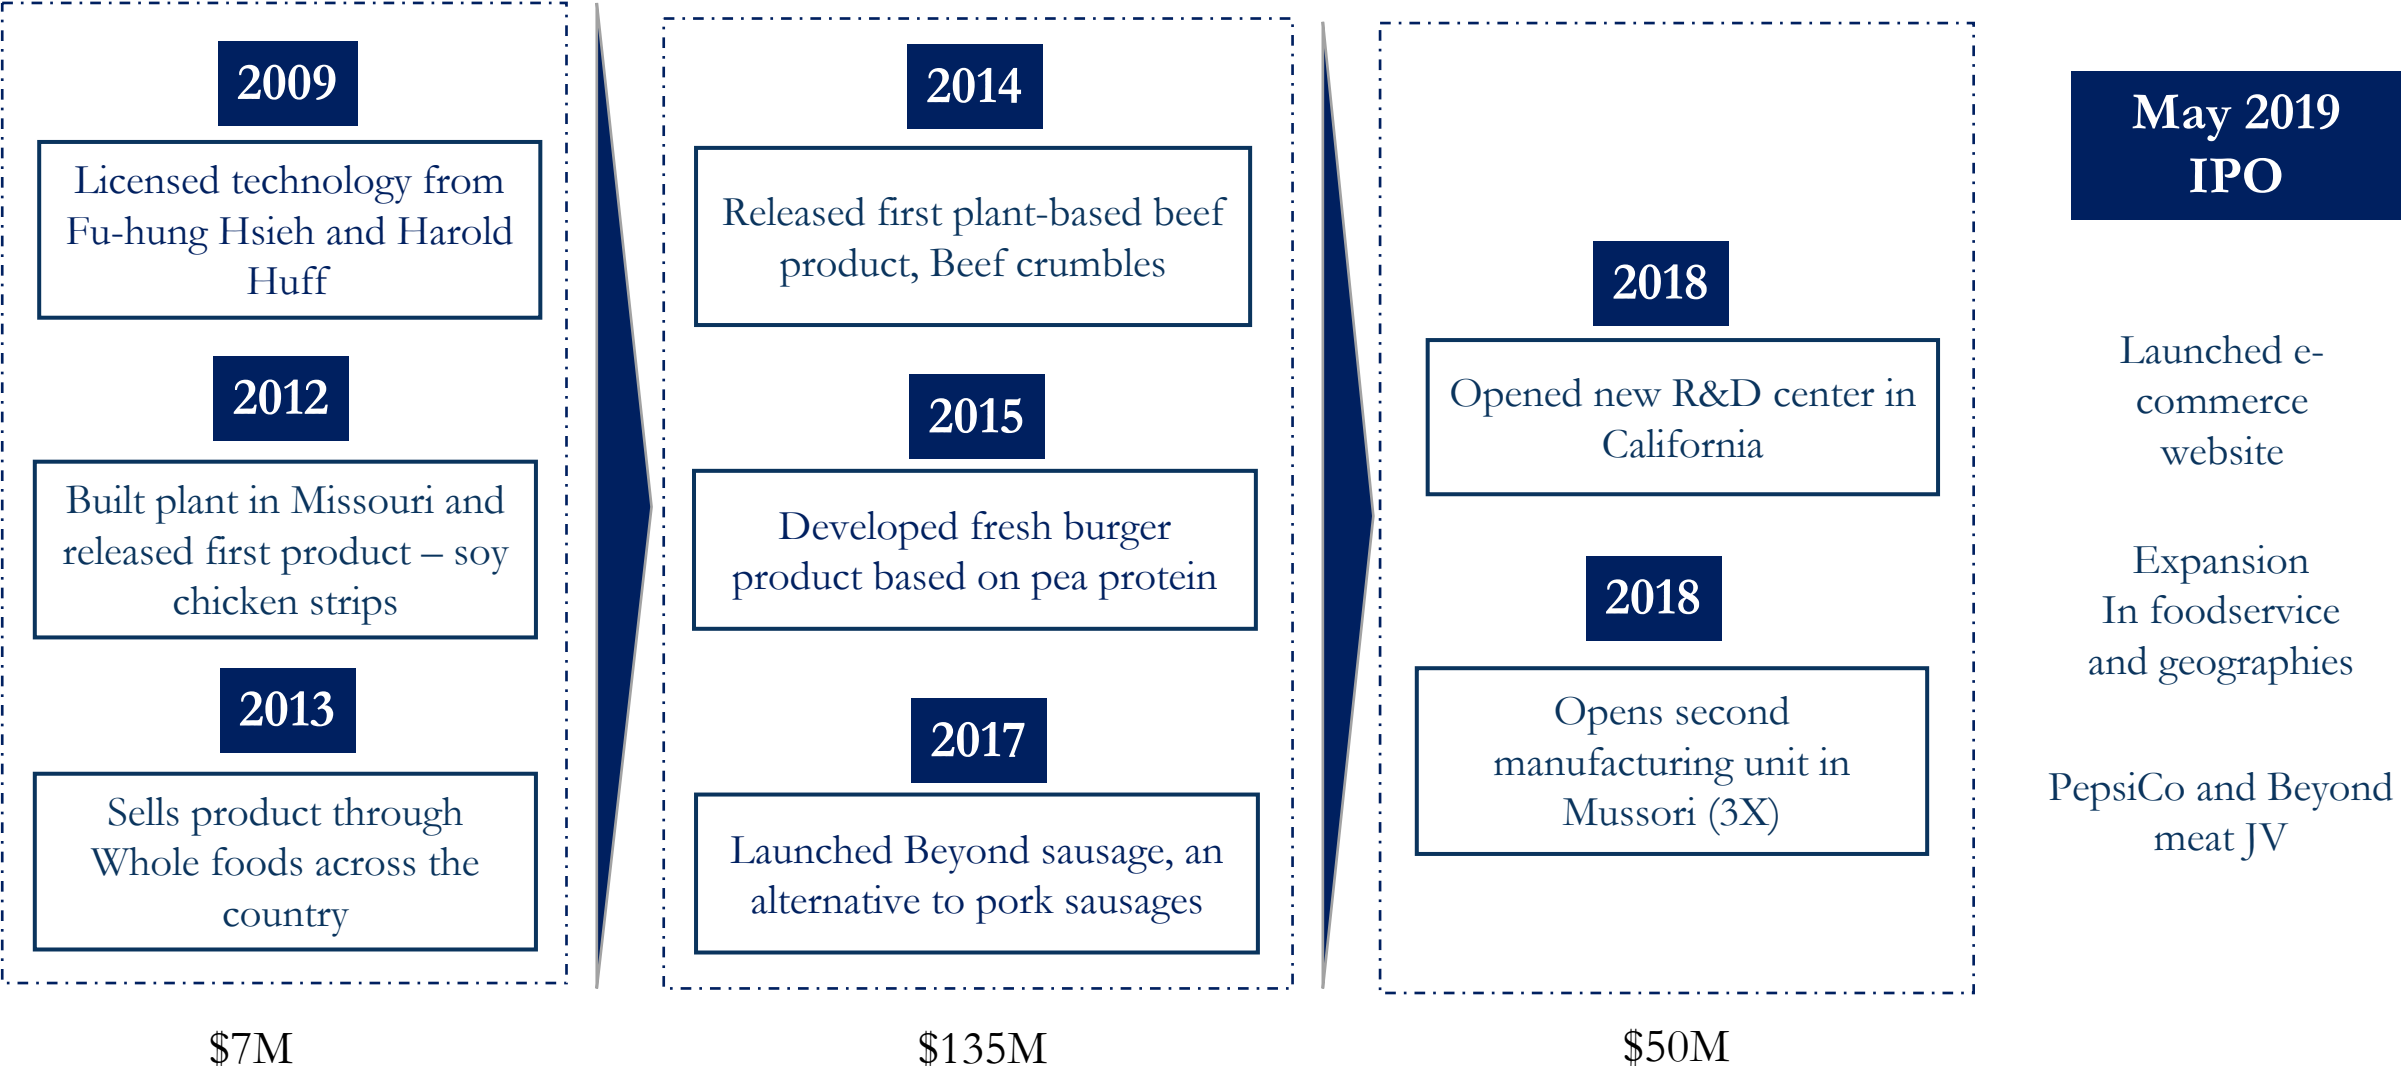 2009
Licensed technology from
Fu-hung Hsieh and Harold
Huff
2012
Built plant in Missouri and
released first product – soy
chicken strips
2013
Sells product through
Whole foods across the
country
$7M
2014
Released first plant-based beef
product, Beef crumbles
2015
Developed fresh burger
product based on pea protein
2017
Launched Beyond sausage, an
alternative to pork sausages
$135M
2018
Opened new R&D center in
California
2018
Opens second
manufacturing unit in
Mussori (3X)
$50M
May 2019
IPO
Launched e-
commerce
website
Expansion
In foodservice
and geographies
PepsiCo and Beyond
meat JV